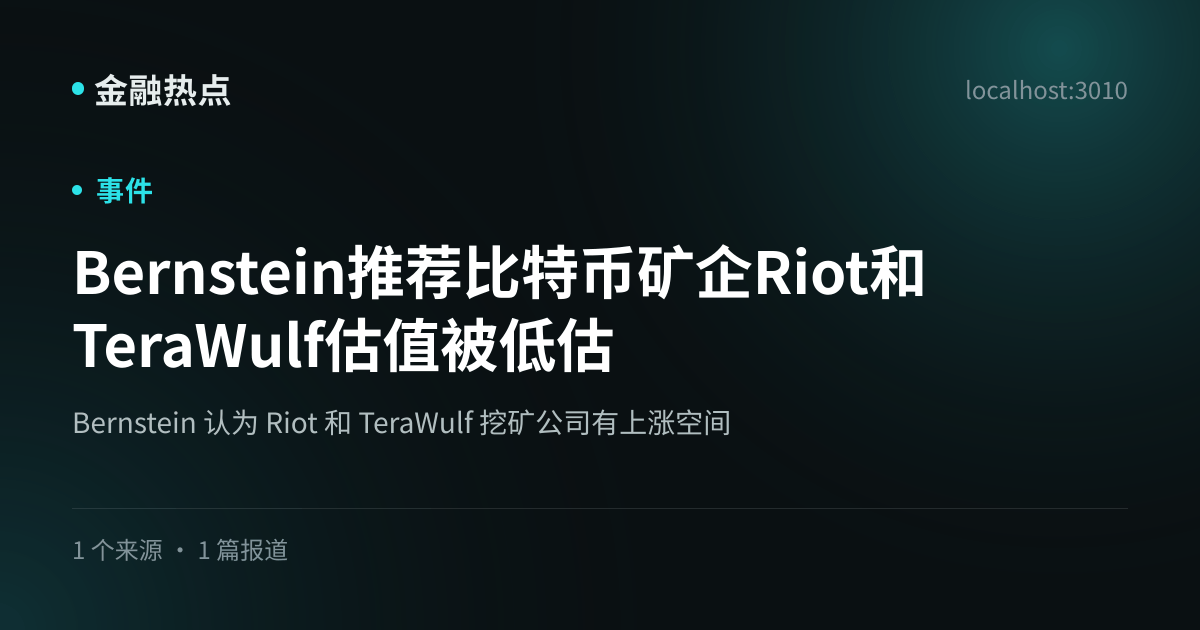 金融热点
localhost:3010
事件
Bernstein推荐比特币矿企Riot和
TeraWulf估值被低估
Bernstein 认为 Riot 和 TeraWulf 挖矿公司有上涨空间
1 个来源 · 1 篇报道